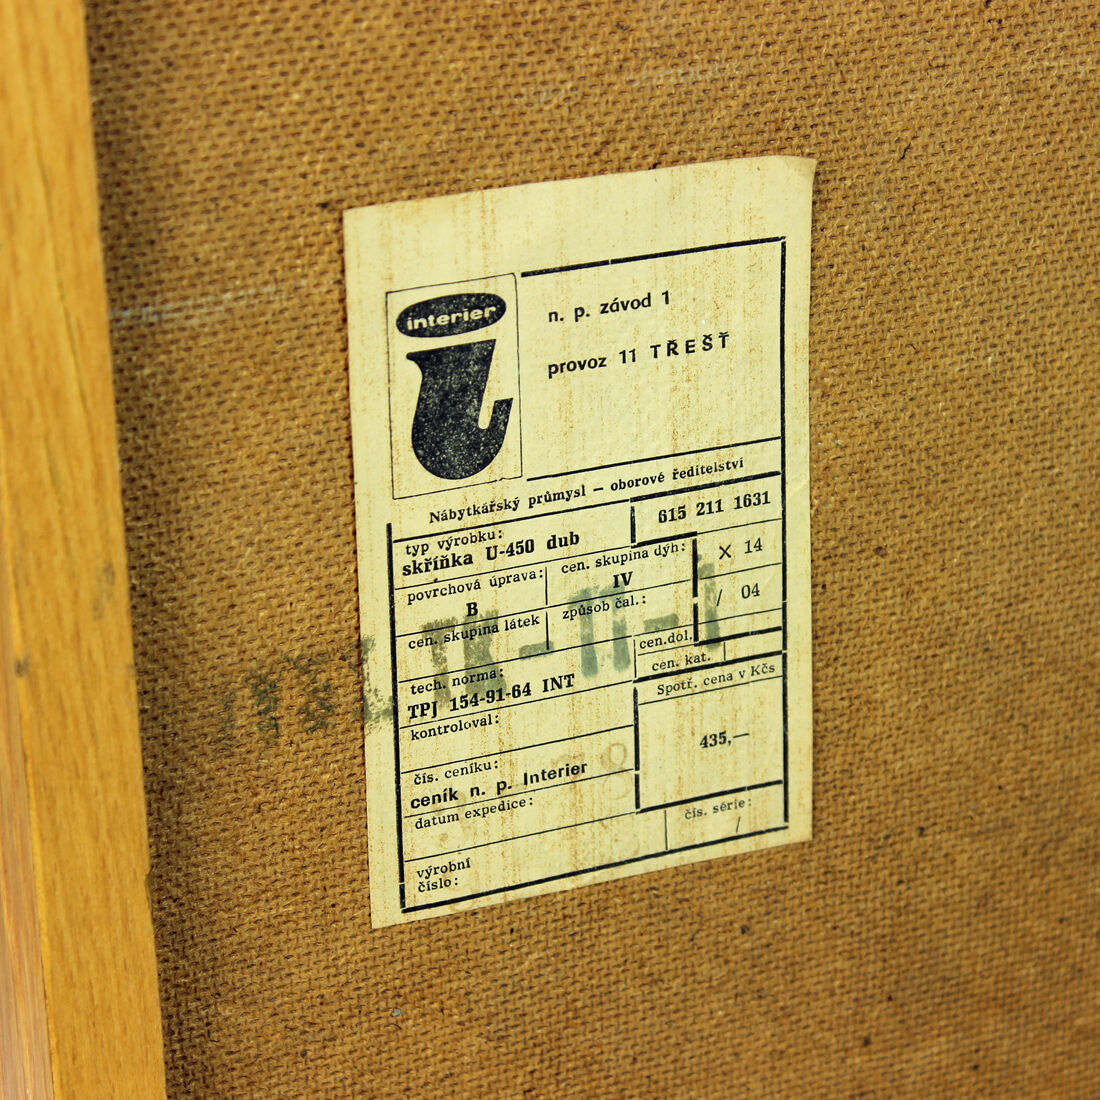 interier
n. p. závod 1
provoz 11 TŘEŠŤ
Nábytkářský průmysl — oborové ředitelství
typ výrobku:
skříňka U-450 dub
615 211 1631
povrchová úprava:
B
cen. skupina dýh:
IV
X 14
cen. skupina látek
způsob čal.:
/ 04
cen.dol.
cen. kat.
tech. norma:
TPJ 154-91-64 INT
Spotř. cena v Kčs
435,—
kontroloval:
čís. ceníku:
ceník n. p. Interier
datum expedice:
čís. série:
/
výrobní
číslo: